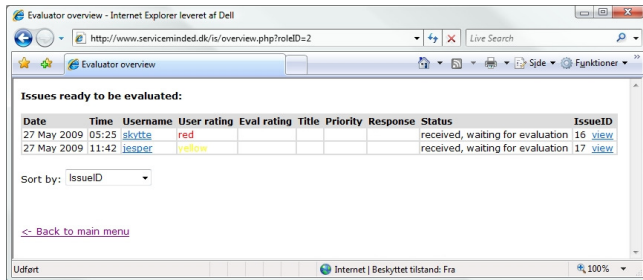 Evaluator overview - Internet Explorer leveret af Dell
http://www.serviceminded.dk/is/overview.php?roleID=2
Live Search
Evaluator overview
Side
Funktioner
Issues ready to be evaluated:
Date Time Username User rating Eval rating Title Priority Response Status IssueID
27 May 2009 05:25 skytte red received, waiting for evaluation 16 view
27 May 2009 11:42 jesper yellow received, waiting for evaluation 17 view
Sort by: IssueID
<- Back to main menu
Udført
Internet | Beskyttet tilstand: Fra
100%